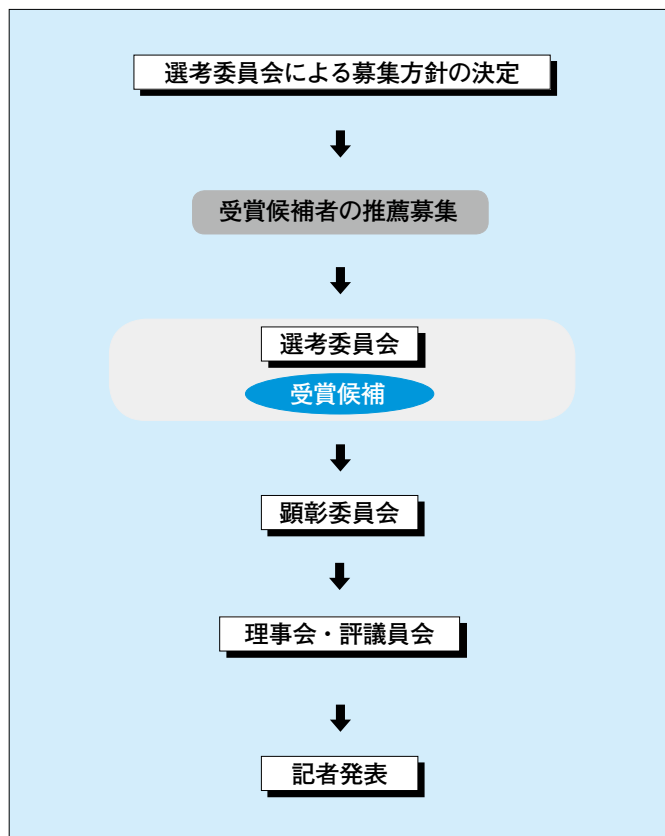 選考委員会による募集方針の決定
受賞候補者の推薦募集
選考委員会
受賞候補
顕彰委員会
理事会・評議員会
記者発表